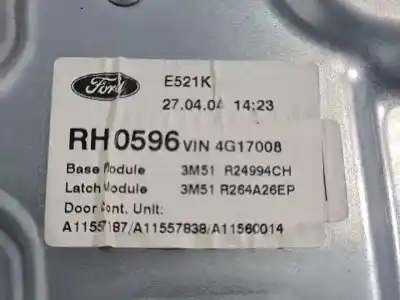 Ford
E521K
27.04.04 14:23
RH 0596 VIN 4G17008
Base Module 3M51 R24994CH
Latch Module 3M51 R264A26EP
Door Cont. Unit:
A1155787/A11557838/A11560014